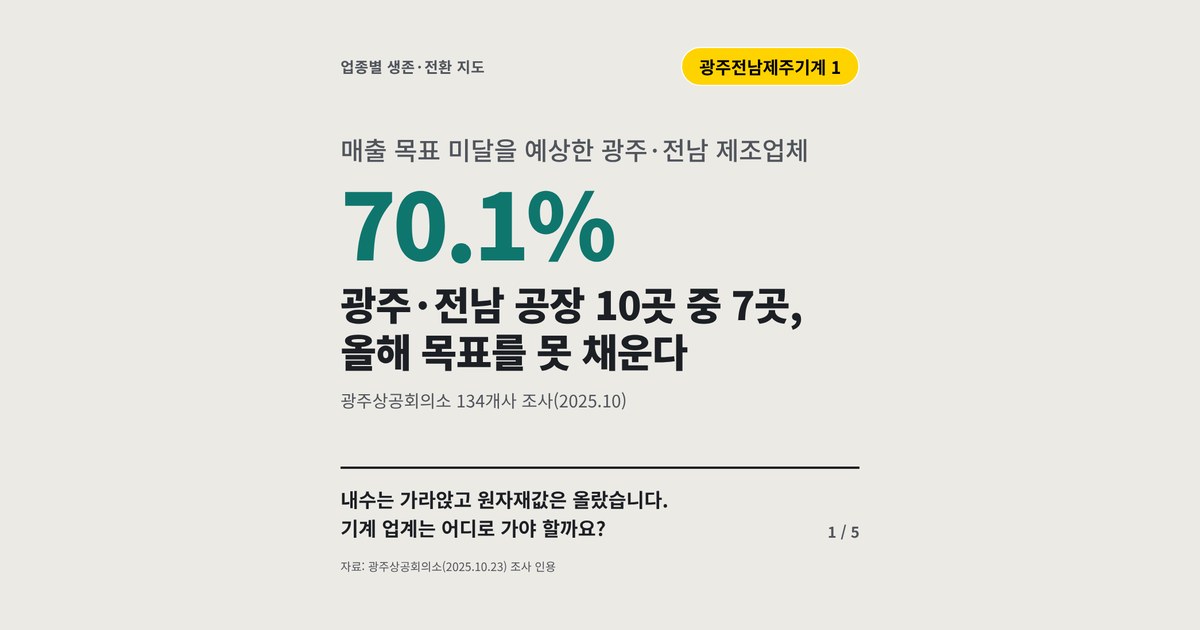 업종별 생존·전환 지도
광주전남제주기계 1
매출 목표 미달을 예상한 광주·전남 제조업체
70.1%
광주·전남 공장 10곳 중 7곳,
올해 목표를 못 채운다
광주상공회의소 134개사 조사(2025.10)
내수는 가라앉고 원자재값은 올랐습니다.
기계 업계는 어디로 가야 할까요?
1 / 5
자료: 광주상공회의소(2025.10.23) 조사 인용